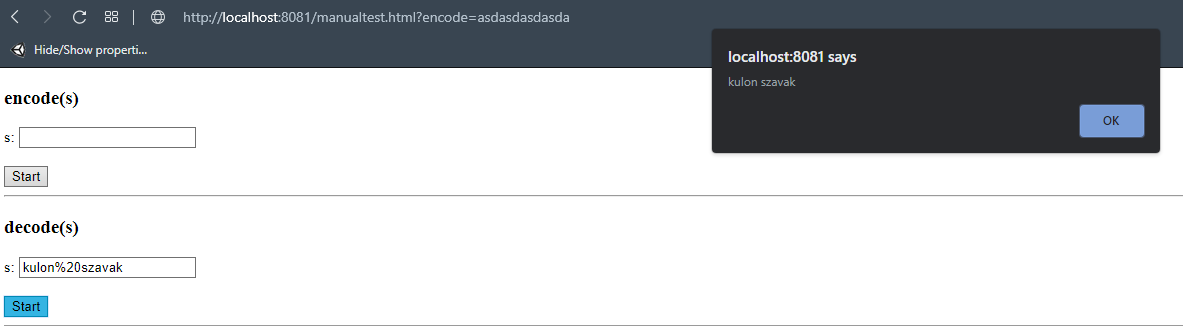 http://localhost:8081/manualtest.html?encode=asdasdasdasda
Hide/Show properti...
localhost:8081 says
kulon szavak
OK
encode(s)
s:
Start
decode(s)
s: kulon%20szavak
Start